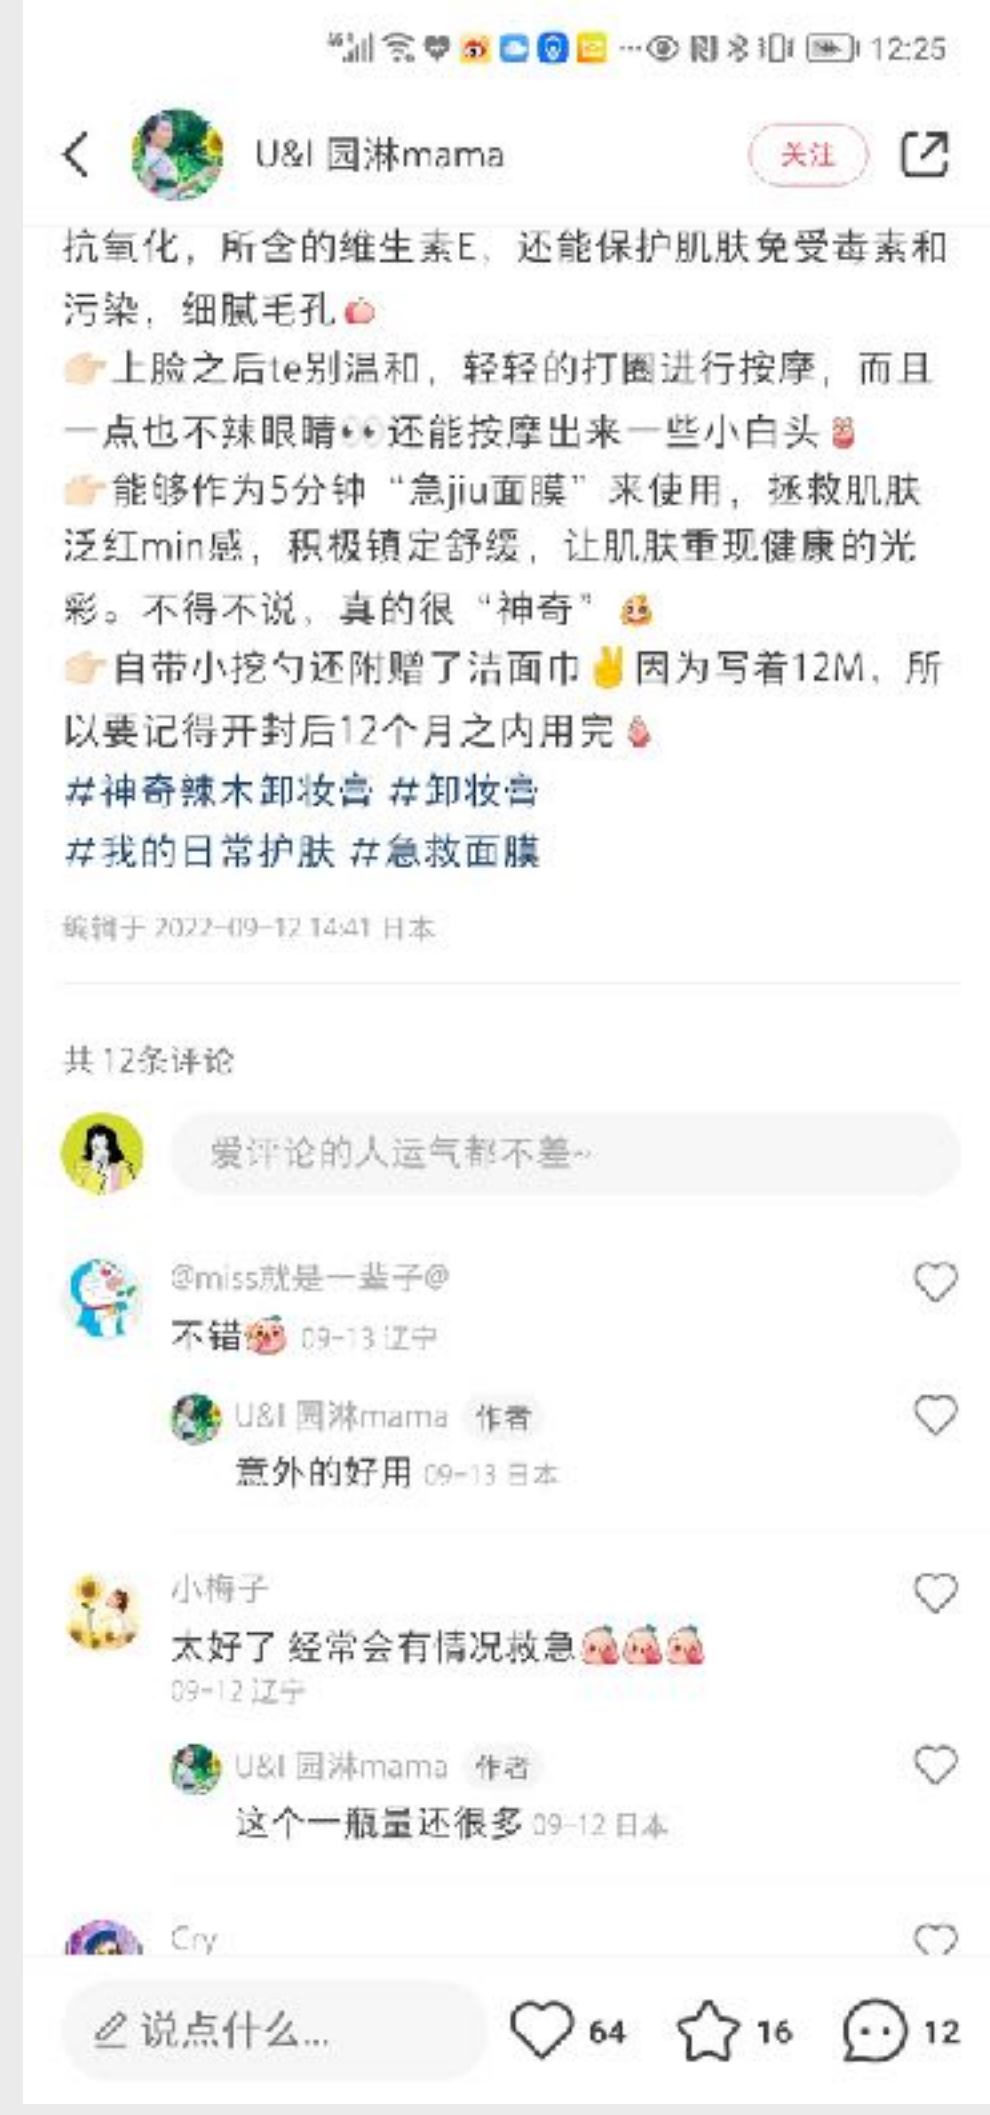 12:25
U&I 园淋mama
关注
抗氧化，所含的维生素E，还能保护肌肤免受毒素和
污染，细腻毛孔
👉🏻上脸之后te别温和，轻轻的打圈进行按摩，而且
一点也不辣眼睛👀还能按摩出来一些小白头
👉🏻能够作为5分钟“急jiu面膜”来使用，拯救肌肤
泛红min感，积极镇定舒缓，让肌肤重现健康的光
彩。不得不说，真的很“神奇”
👉🏻自带小挖勺还附赠了洁面巾✌️因为写着12M，所
以要记得开封后12个月之内用完
#神奇辣木卸妆膏 #卸妆膏
#我的日常护肤 #急救面膜
编辑于 2022-09-12 14:41 日本
共 12条评论
爱评论的人运气都不差~
@miss就是一辈子@
不错 09-13 辽宁
U&I 园淋mama 作者
意外的好用 09-13 日本
小梅子
太好了 经常会有情况救急
09-12 辽宁
U&I 园淋mama 作者
这个一瓶量还很多 09-12 日本
Cry
说点什么...
64
16
12